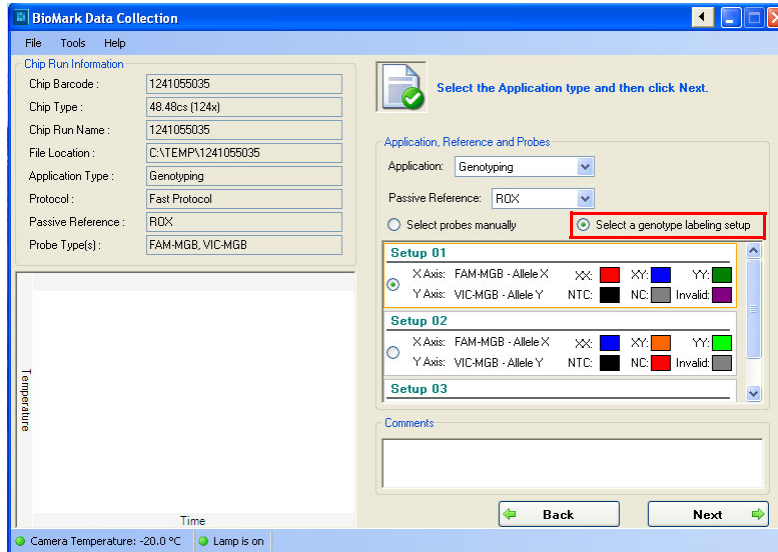 BioMark Data Collection
File Tools Help
Chip Run Information
Chip Barcode : 1241055035
Chip Type : 48.48cs (124x)
Chip Run Name : 1241055035
File Location : C:\TEMP\1241055035
Application Type : Genotyping
Protocol : Fast Protocol
Passive Reference : ROX
Probe Type(s) : FAM-MGB, VIC-MGB
Temperature
Time
Select the Application type and then click Next.
Application, Reference and Probes
Application: Genotyping
Passive Reference: ROX
Select probes manually Select a genotype labeling setup
Setup 01
X Axis: FAM-MGB - Allele X XX: XY: YY:
Y Axis: VIC-MGB - Allele Y NTC: NC: Invalid:
Setup 02
X Axis: FAM-MGB - Allele X XX: XY: YY:
Y Axis: VIC-MGB - Allele Y NTC: NC: Invalid:
Setup 03
Comments
Back Next
Camera Temperature: -20.0 °C Lamp is on